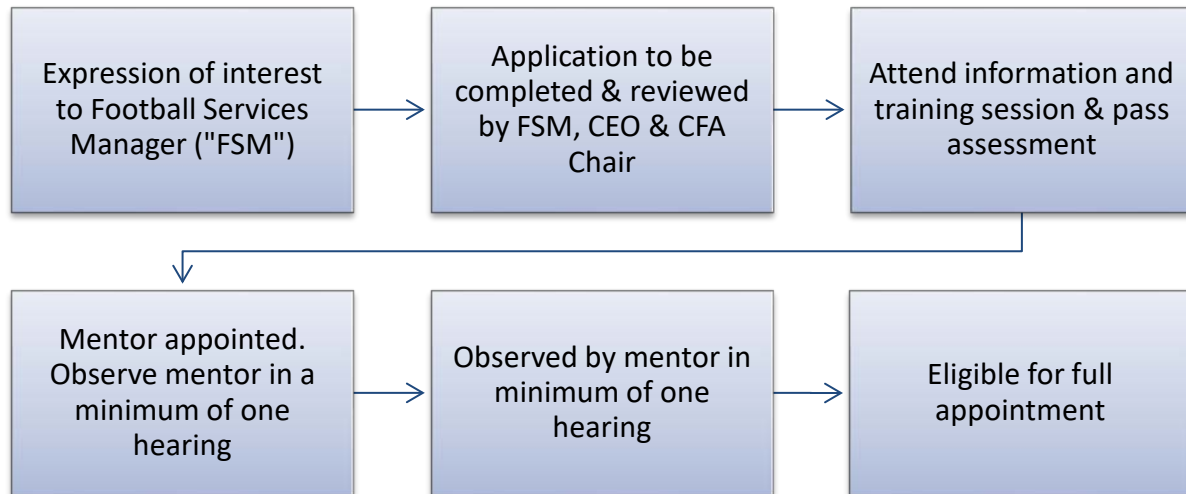 Expression of interest
to Football Services
Manager ("FSM")
Application to be
completed & reviewed
by FSM, CEO & CFA
Chair
Attend information and
training session & pass
assessment
Mentor appointed.
Observe mentor in a
minimum of one
hearing
Observed by mentor in
minimum of one
hearing
Eligible for full
appointment